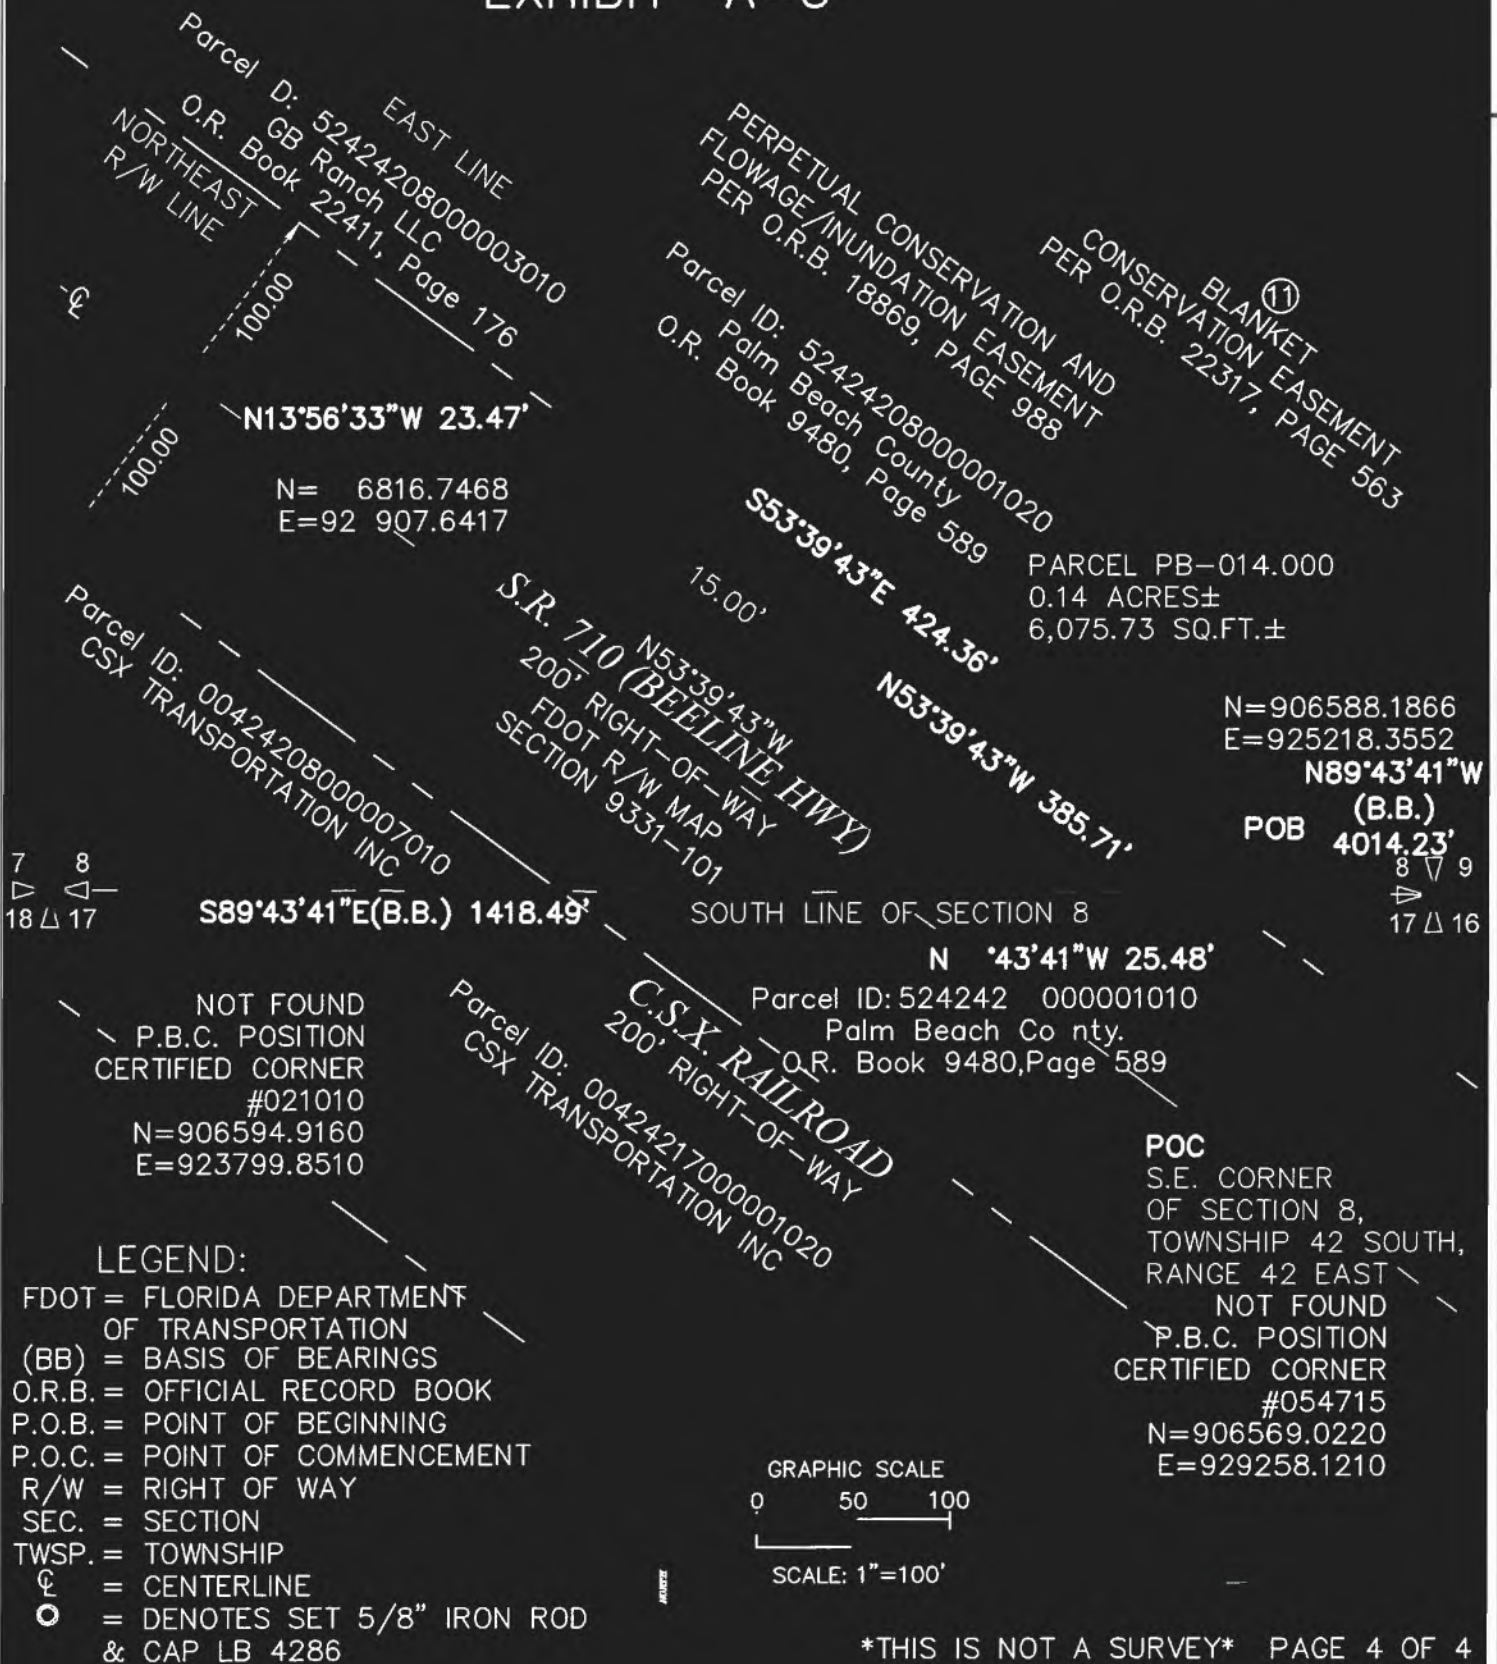 Parcel D: 52424208000003010
GB Ranch LLC
O.R. Book 22411, Page 176
EAST LINE
NORTHEAST
R/W LINE
100.00
100.00
℄
N13°56'33"W 23.47'
N= 6816.7468
E=92 907.6417
PERPETUAL CONSERVATION AND
FLOWAGE/INUNDATION EASEMENT
PER O.R.B. 18869, PAGE 988
11
BLANKET
CONSERVATION EASEMENT
PER O.R.B. 22317, PAGE 563
Parcel ID: 52424208000001020
Palm Beach County
O.R. Book 9480, Page 589
S53°39'43"E 424.36'
15.00'
PARCEL PB-014.000
0.14 ACRES±
6,075.73 SQ.FT.±
N53°39'43"W 385.71'
S.R. 710 (BEELINE HWY)
N53°39'43"W
200' RIGHT-OF-WAY
FDOT R/W MAP
SECTION 9331-101
Parcel ID: 00424208000007010
CSX TRANSPORTATION INC
N=906588.1866
E=925218.3552
N89°43'41"W
(B.B.)
4014.23'
POB
7 8
18 17
8 9
17 16
S89°43'41"E(B.B.) 1418.49'
SOUTH LINE OF SECTION 8
N °43'41"W 25.48'
Parcel ID: 524242 000001010
Palm Beach Co nty.
O.R. Book 9480,Page 589
NOT FOUND
P.B.C. POSITION
CERTIFIED CORNER
#021010
N=906594.9160
E=923799.8510
C.S.X. RAILROAD
200' RIGHT-OF-WAY
Parcel ID: 00424217000001020
CSX TRANSPORTATION INC
POC
S.E. CORNER
OF SECTION 8,
TOWNSHIP 42 SOUTH,
RANGE 42 EAST
NOT FOUND
P.B.C. POSITION
CERTIFIED CORNER
#054715
N=906569.0220
E=929258.1210
LEGEND:
FDOT = FLORIDA DEPARTMENT
OF TRANSPORTATION
(BB) = BASIS OF BEARINGS
O.R.B. = OFFICIAL RECORD BOOK
P.O.B. = POINT OF BEGINNING
P.O.C. = POINT OF COMMENCEMENT
R/W = RIGHT OF WAY
SEC. = SECTION
TWSP. = TOWNSHIP
℄ = CENTERLINE
O = DENOTES SET 5/8" IRON ROD
& CAP LB 4286
GRAPHIC SCALE
0 50 100
SCALE: 1"=100'
*THIS IS NOT A SURVEY* PAGE 4 OF 4